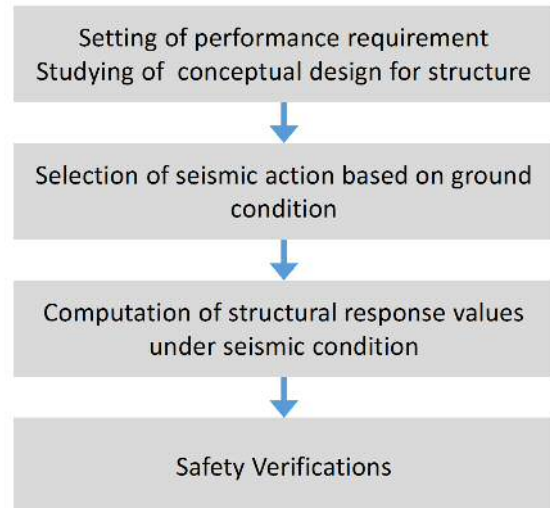 Setting of performance requirement
Studying of conceptual design for structure
Selection of seismic action based on ground
condition
Computation of structural response values
under seismic condition
Safety Verifications